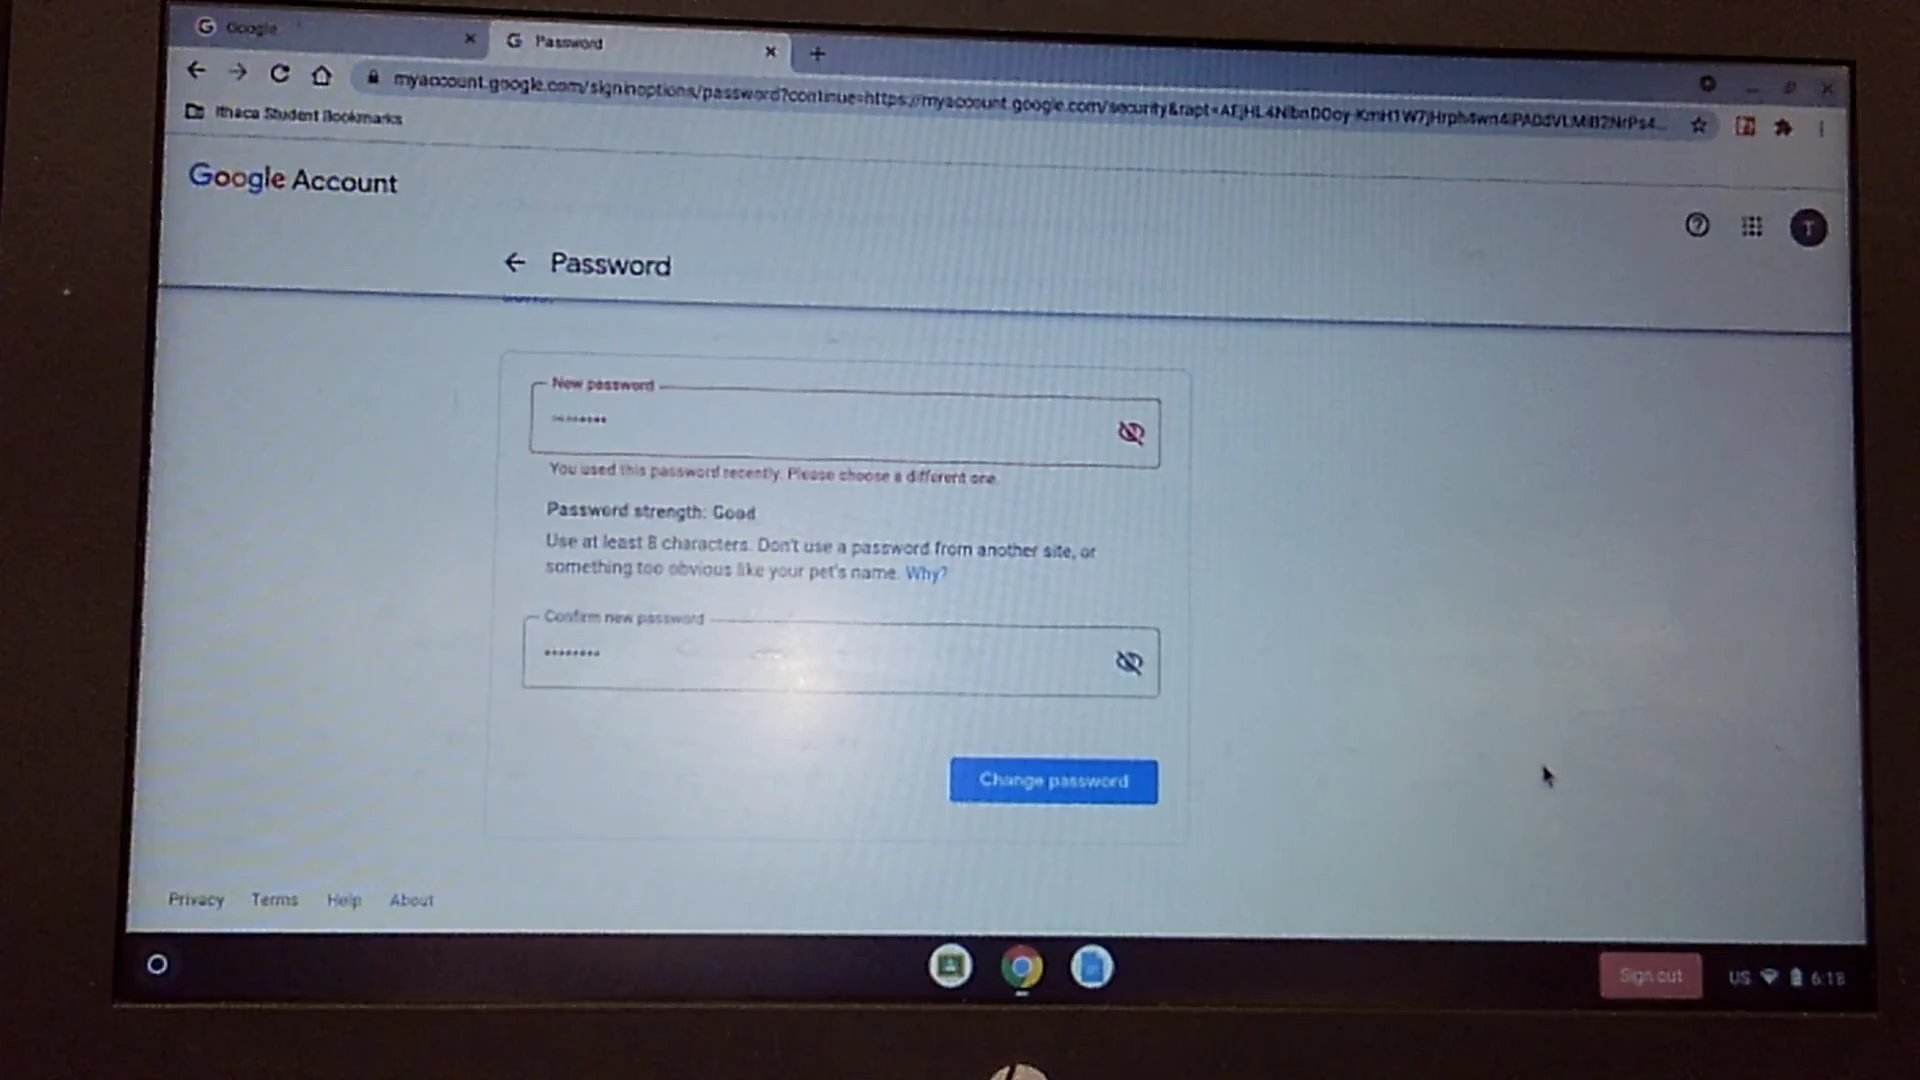 Google
Password
myaccount.google.com/signinoptions/password?continue=https://myaccount.google.com/security&rapt=
Ithaca Student Bookmarks
Google Account
T
Password
New password
You used this password recently. Please choose a different one.
Password strength: Good
Use at least 8 characters. Don't use a password from another site, or
something too obvious like your pet's name. Why?
Confirm new password
Change password
Privacy Terms Help About
Sign out US 6:18